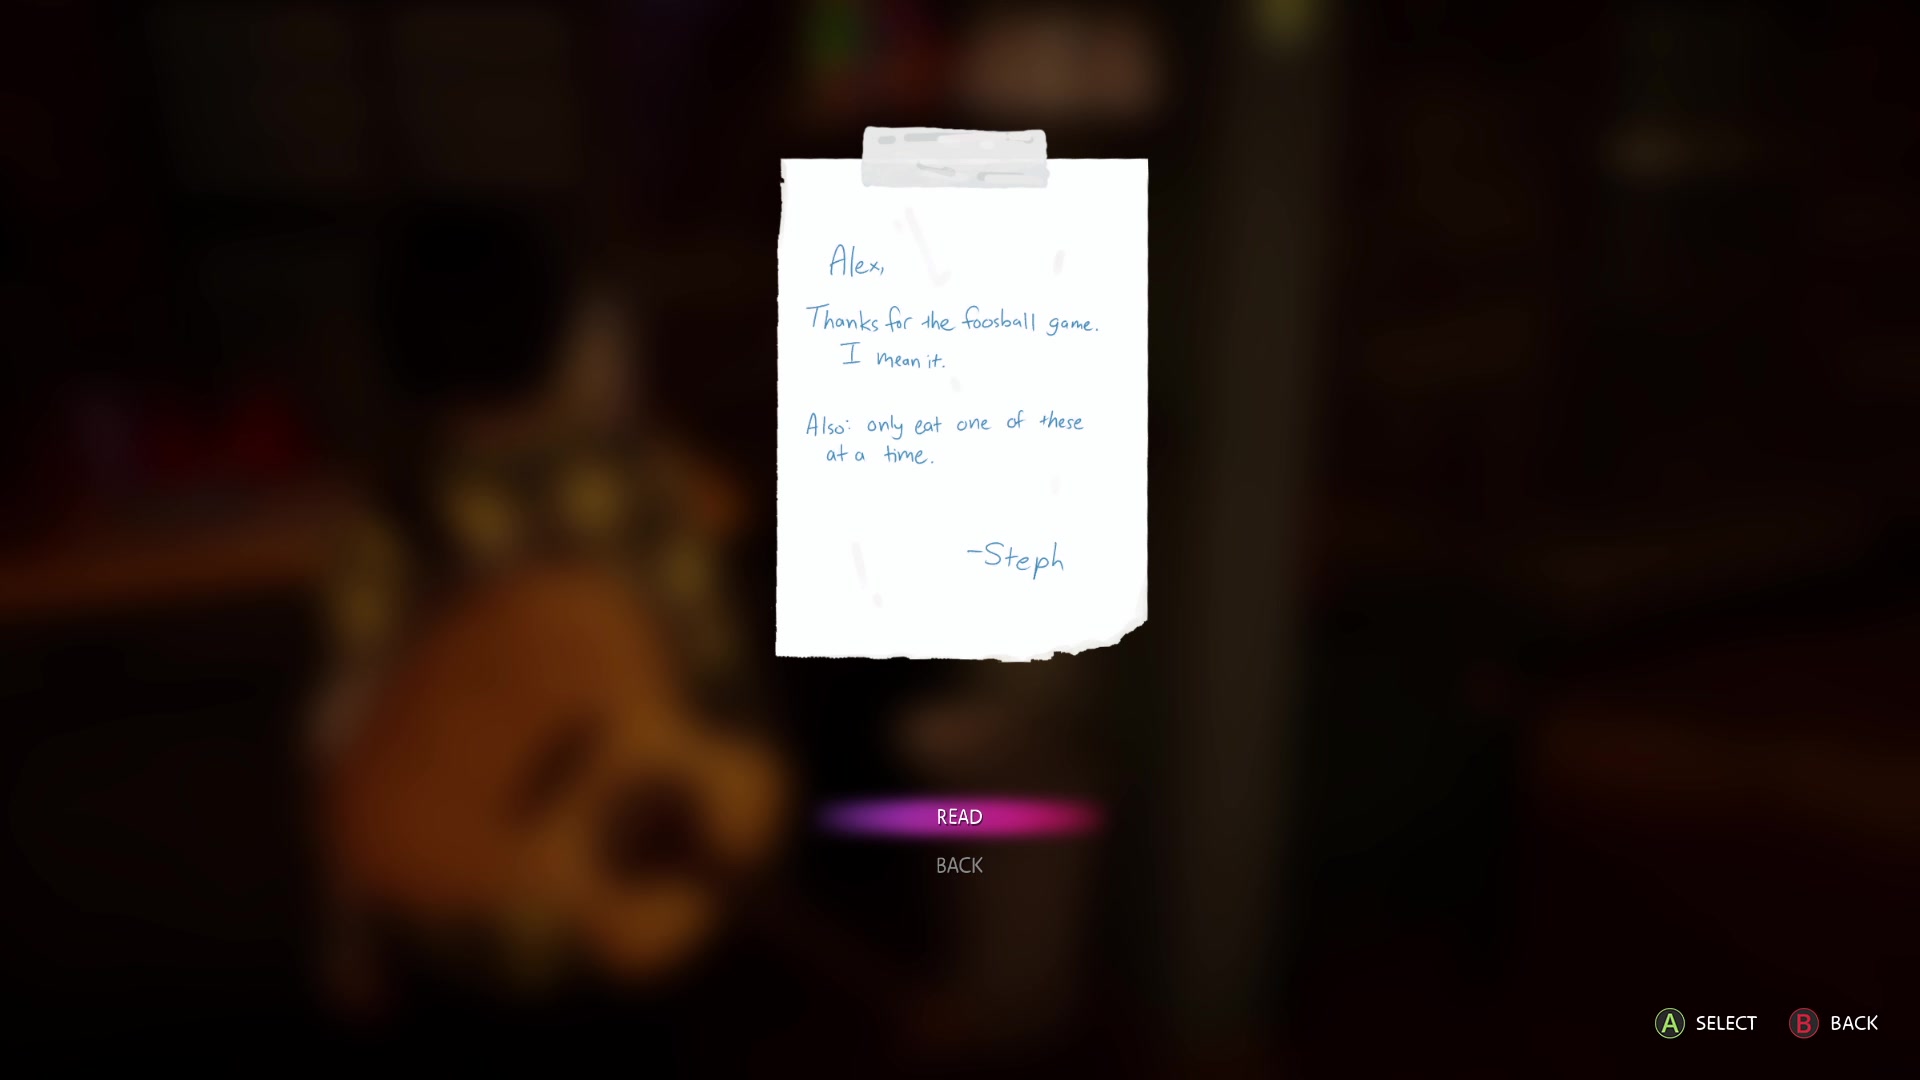 Alex,
Thanks for the foosball game.
I mean it.
Also: only eat one of these
at a time.
-Steph
READ
BACK
A SELECT B BACK